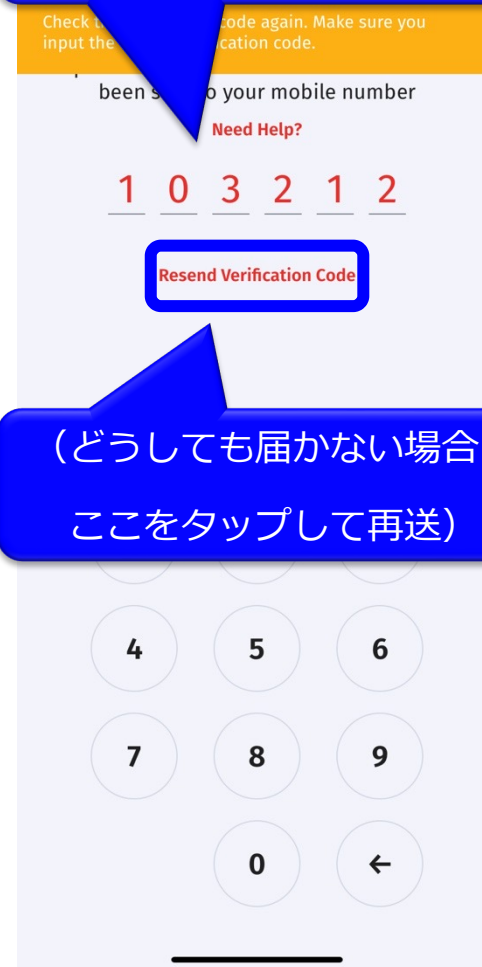 Check t code again. Make sure you
input the cation code.
been s o your mobile number
Need Help?
1 0 3 2 1 2
Resend Verification Code
（どうしても届かない場合
ここをタップして再送）
4 5 6
7 8 9
0 ←